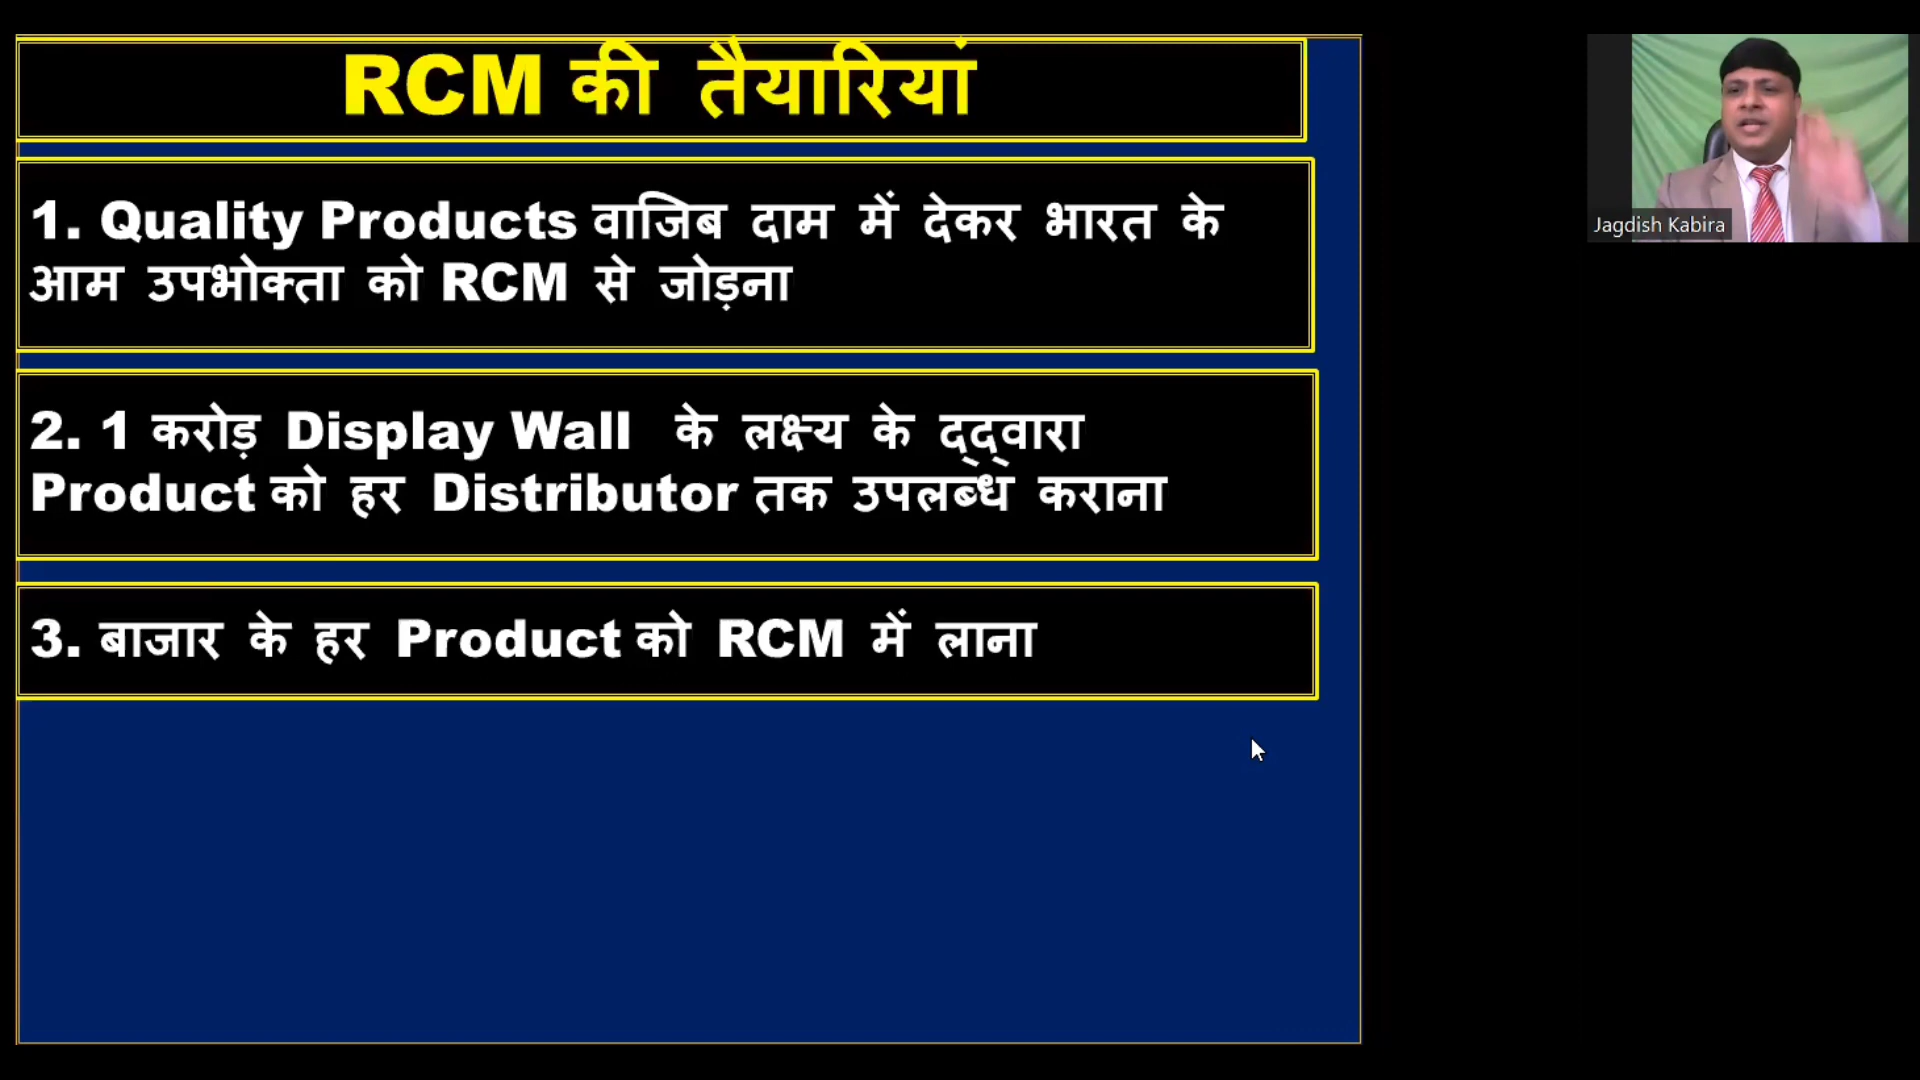 RCM की तैयारियां
1. Quality Products वाजिब दाम में देकर भारत के
आम उपभोक्ता को RCM से जोड़ना
2. 1 करोड़ Display Wall के लक्ष्य के द्द्वारा
Product को हर Distributor तक उपलब्ध कराना
3. बाजार के हर Product को RCM में लाना
Jagdish Kabira